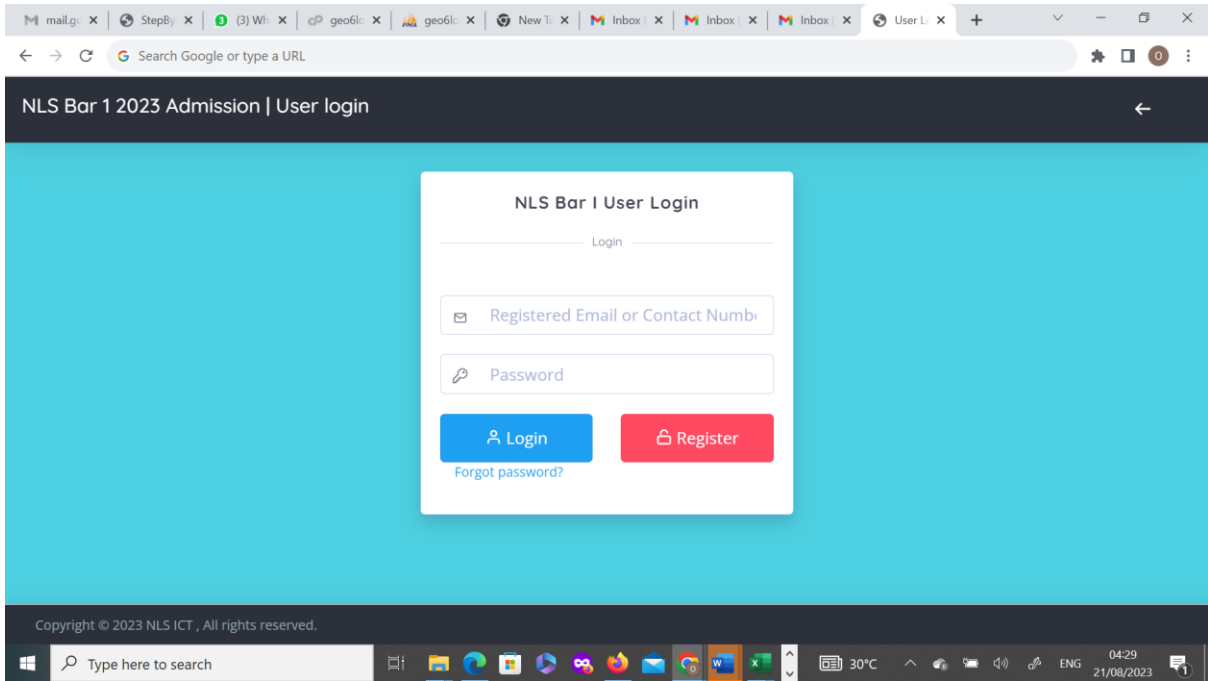 mail.gc
StepBy
(3) Wh
geo6lc
geo6lc
New Ta
Inbox (
Inbox (
Inbox (
User Lo
Search Google or type a URL
O
NLS Bar 1 2023 Admission | User login
NLS Bar I User Login
Login
Registered Email or Contact Numbe
Password
Login
Register
Forgot password?
Copyright © 2023 NLS ICT , All rights reserved.
Type here to search
30°C
ENG
04:29
21/08/2023